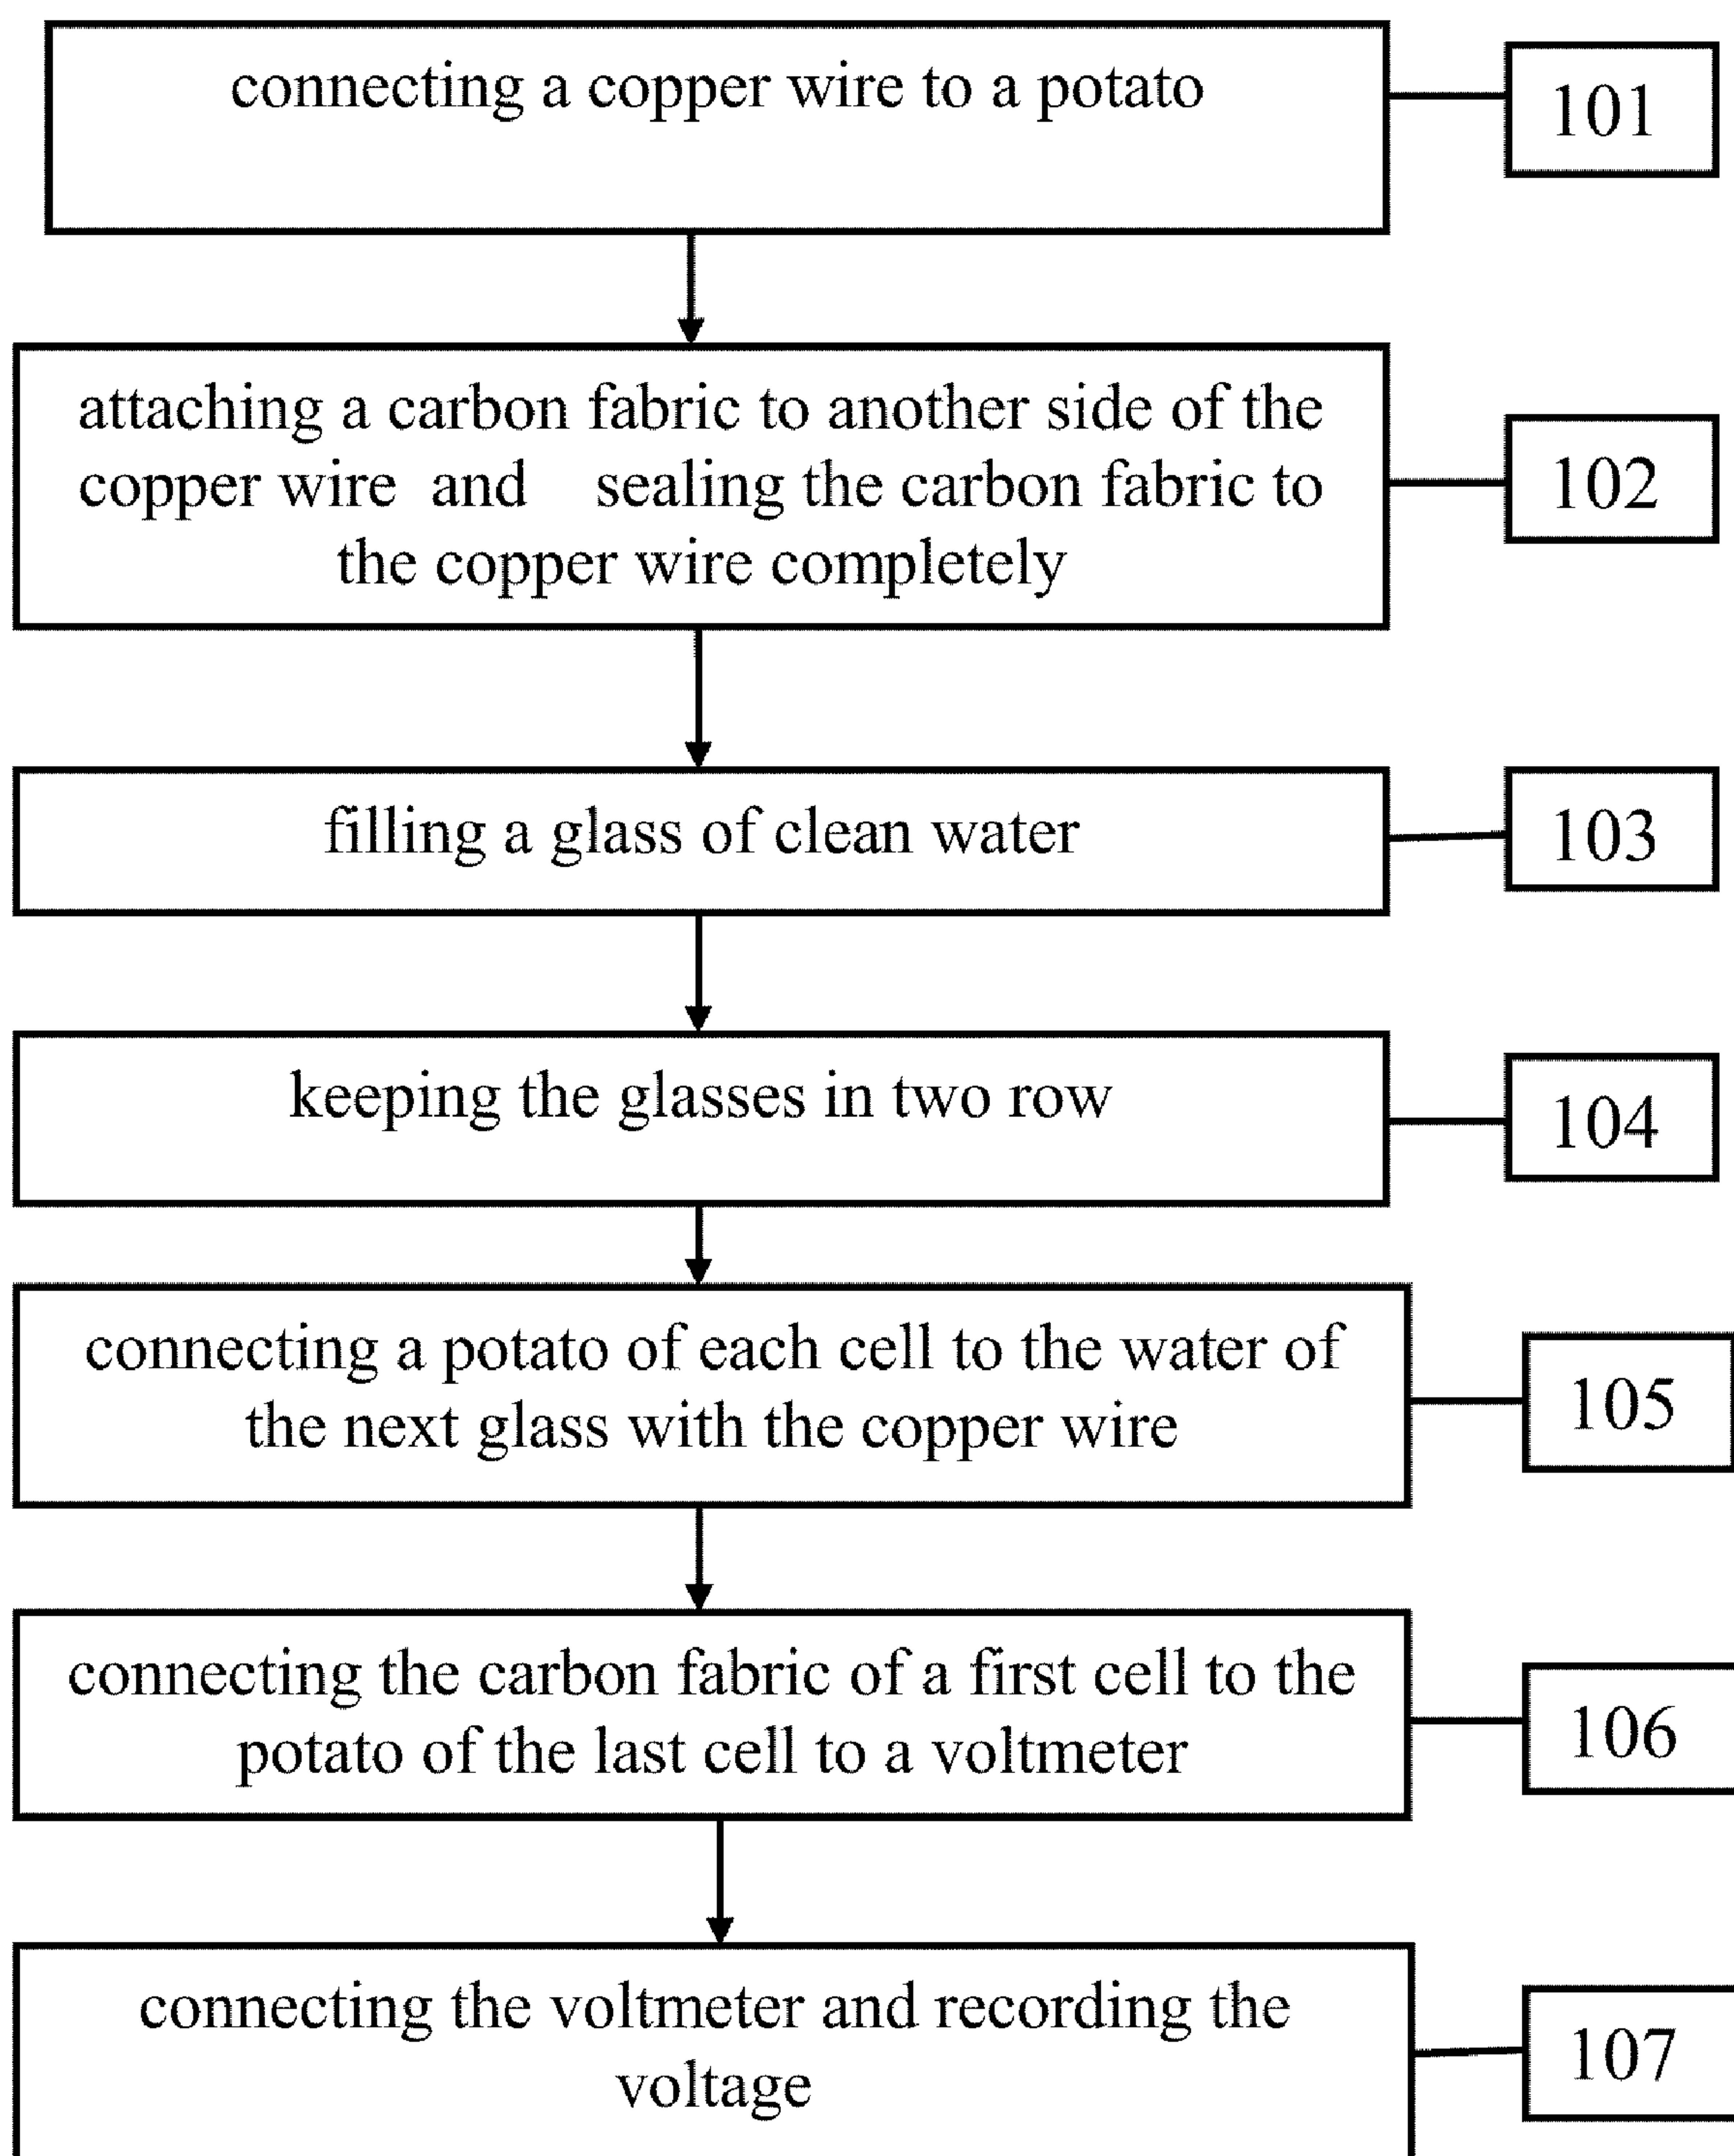 connecting a copper wire to a potato
101
attaching a carbon fabric to another side of the
copper wire and sealing the carbon fabric to
the copper wire completely
102
filling a glass of clean water
103
keeping the glasses in two row
104
connecting a potato of each cell to the water of
the next glass with the copper wire
105
connecting the carbon fabric of a first cell to the
potato of the last cell to a voltmeter
106
connecting the voltmeter and recording the
voltage
107